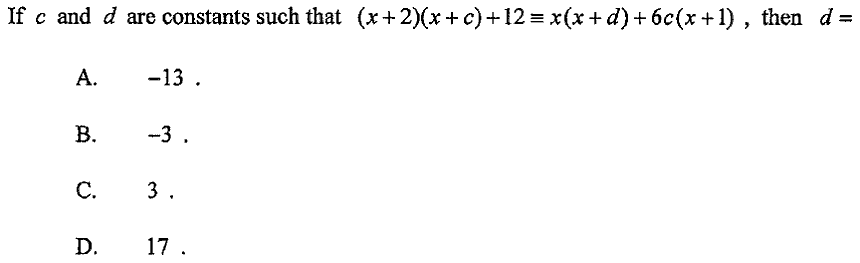 If c and d are constants such that (x+2)(x+c)+12≡x(x+d)+6c(x+1) , then d =
A. −13 .
B. −3 .
C. 3 .
D. 17 .